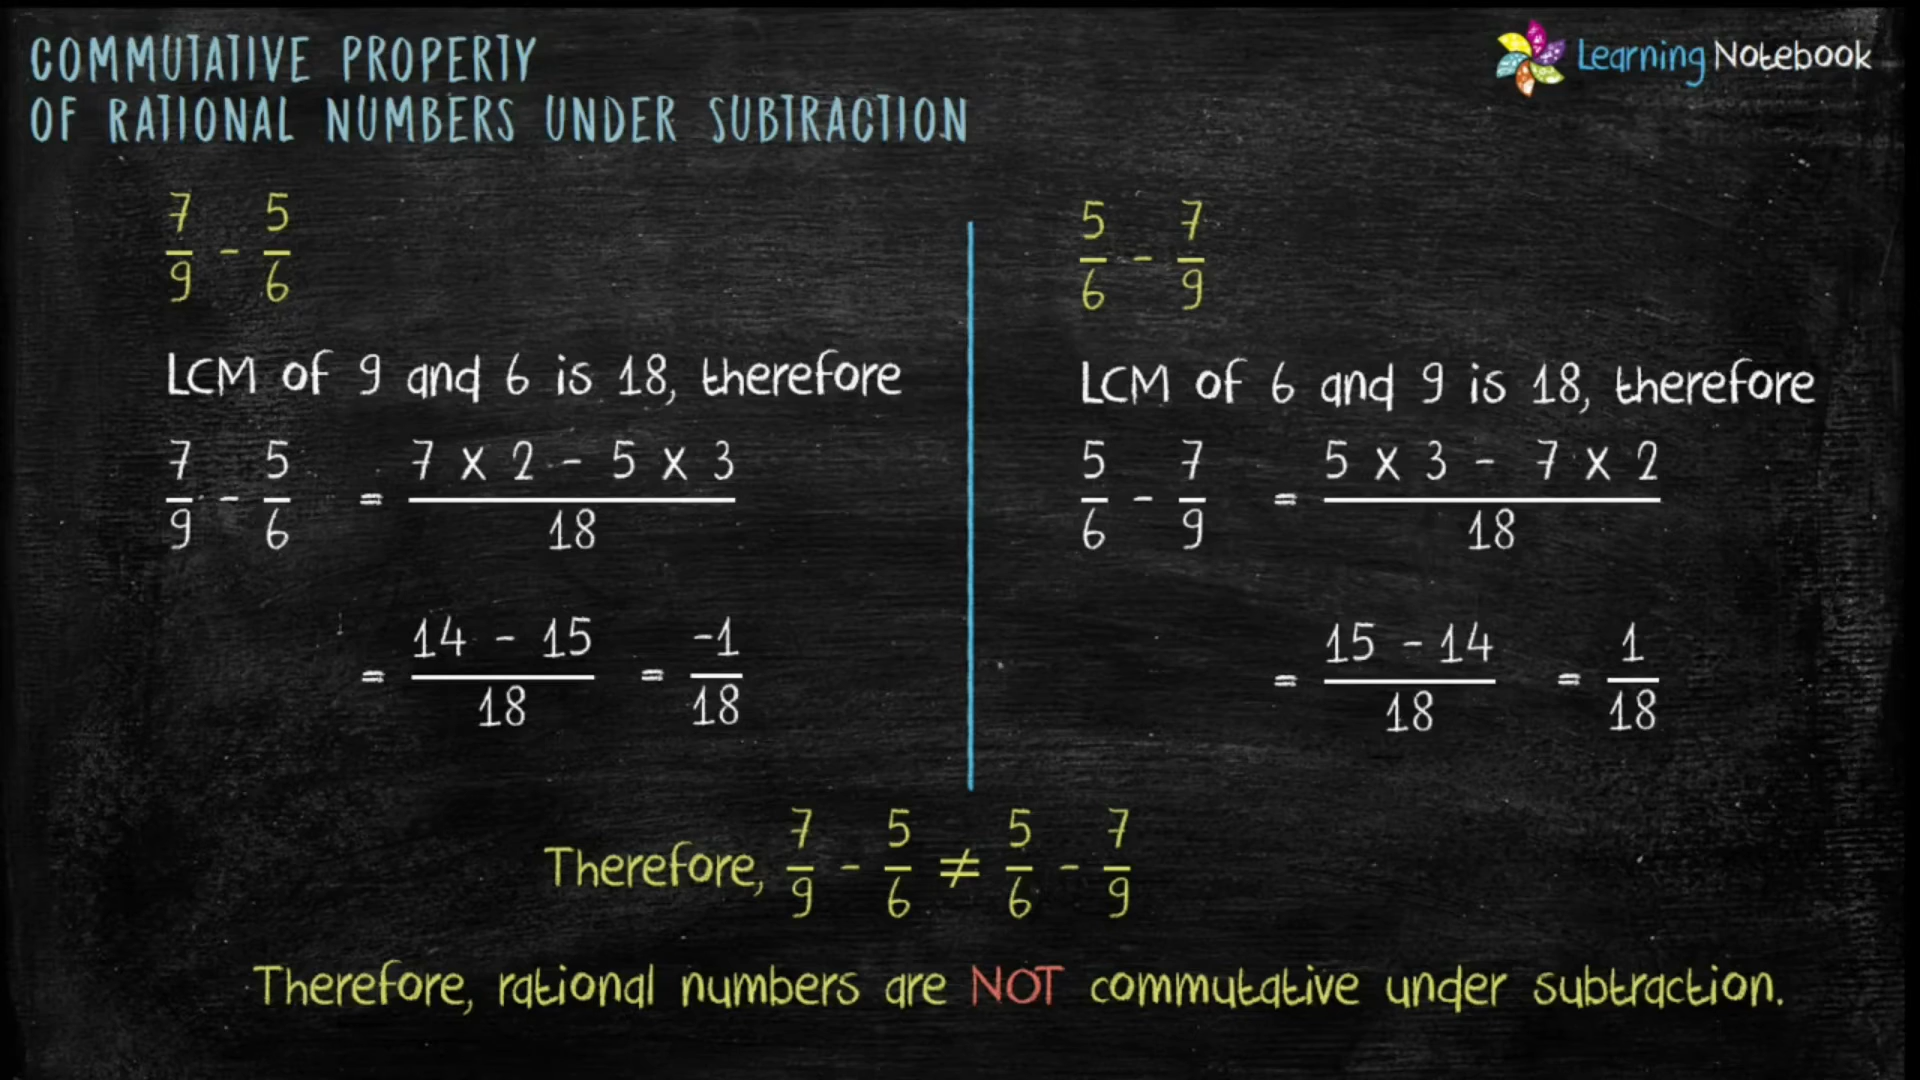 COMMUTATIVE PROPERTY
OF RATIONAL NUMBERS UNDER SUBTRACTION
Learning Notebook
7/9 - 5/6
LCM of 9 and 6 is 18, therefore
7/9 - 5/6 = (7 x 2 - 5 x 3)/18
= (14 - 15)/18 = -1/18
5/6 - 7/9
LCM of 6 and 9 is 18, therefore
5/6 - 7/9 = (5 x 3 - 7 x 2)/18
= (15 - 14)/18 = 1/18
Therefore, 7/9 - 5/6 ≠ 5/6 - 7/9
Therefore, rational numbers are NOT commutative under subtraction.